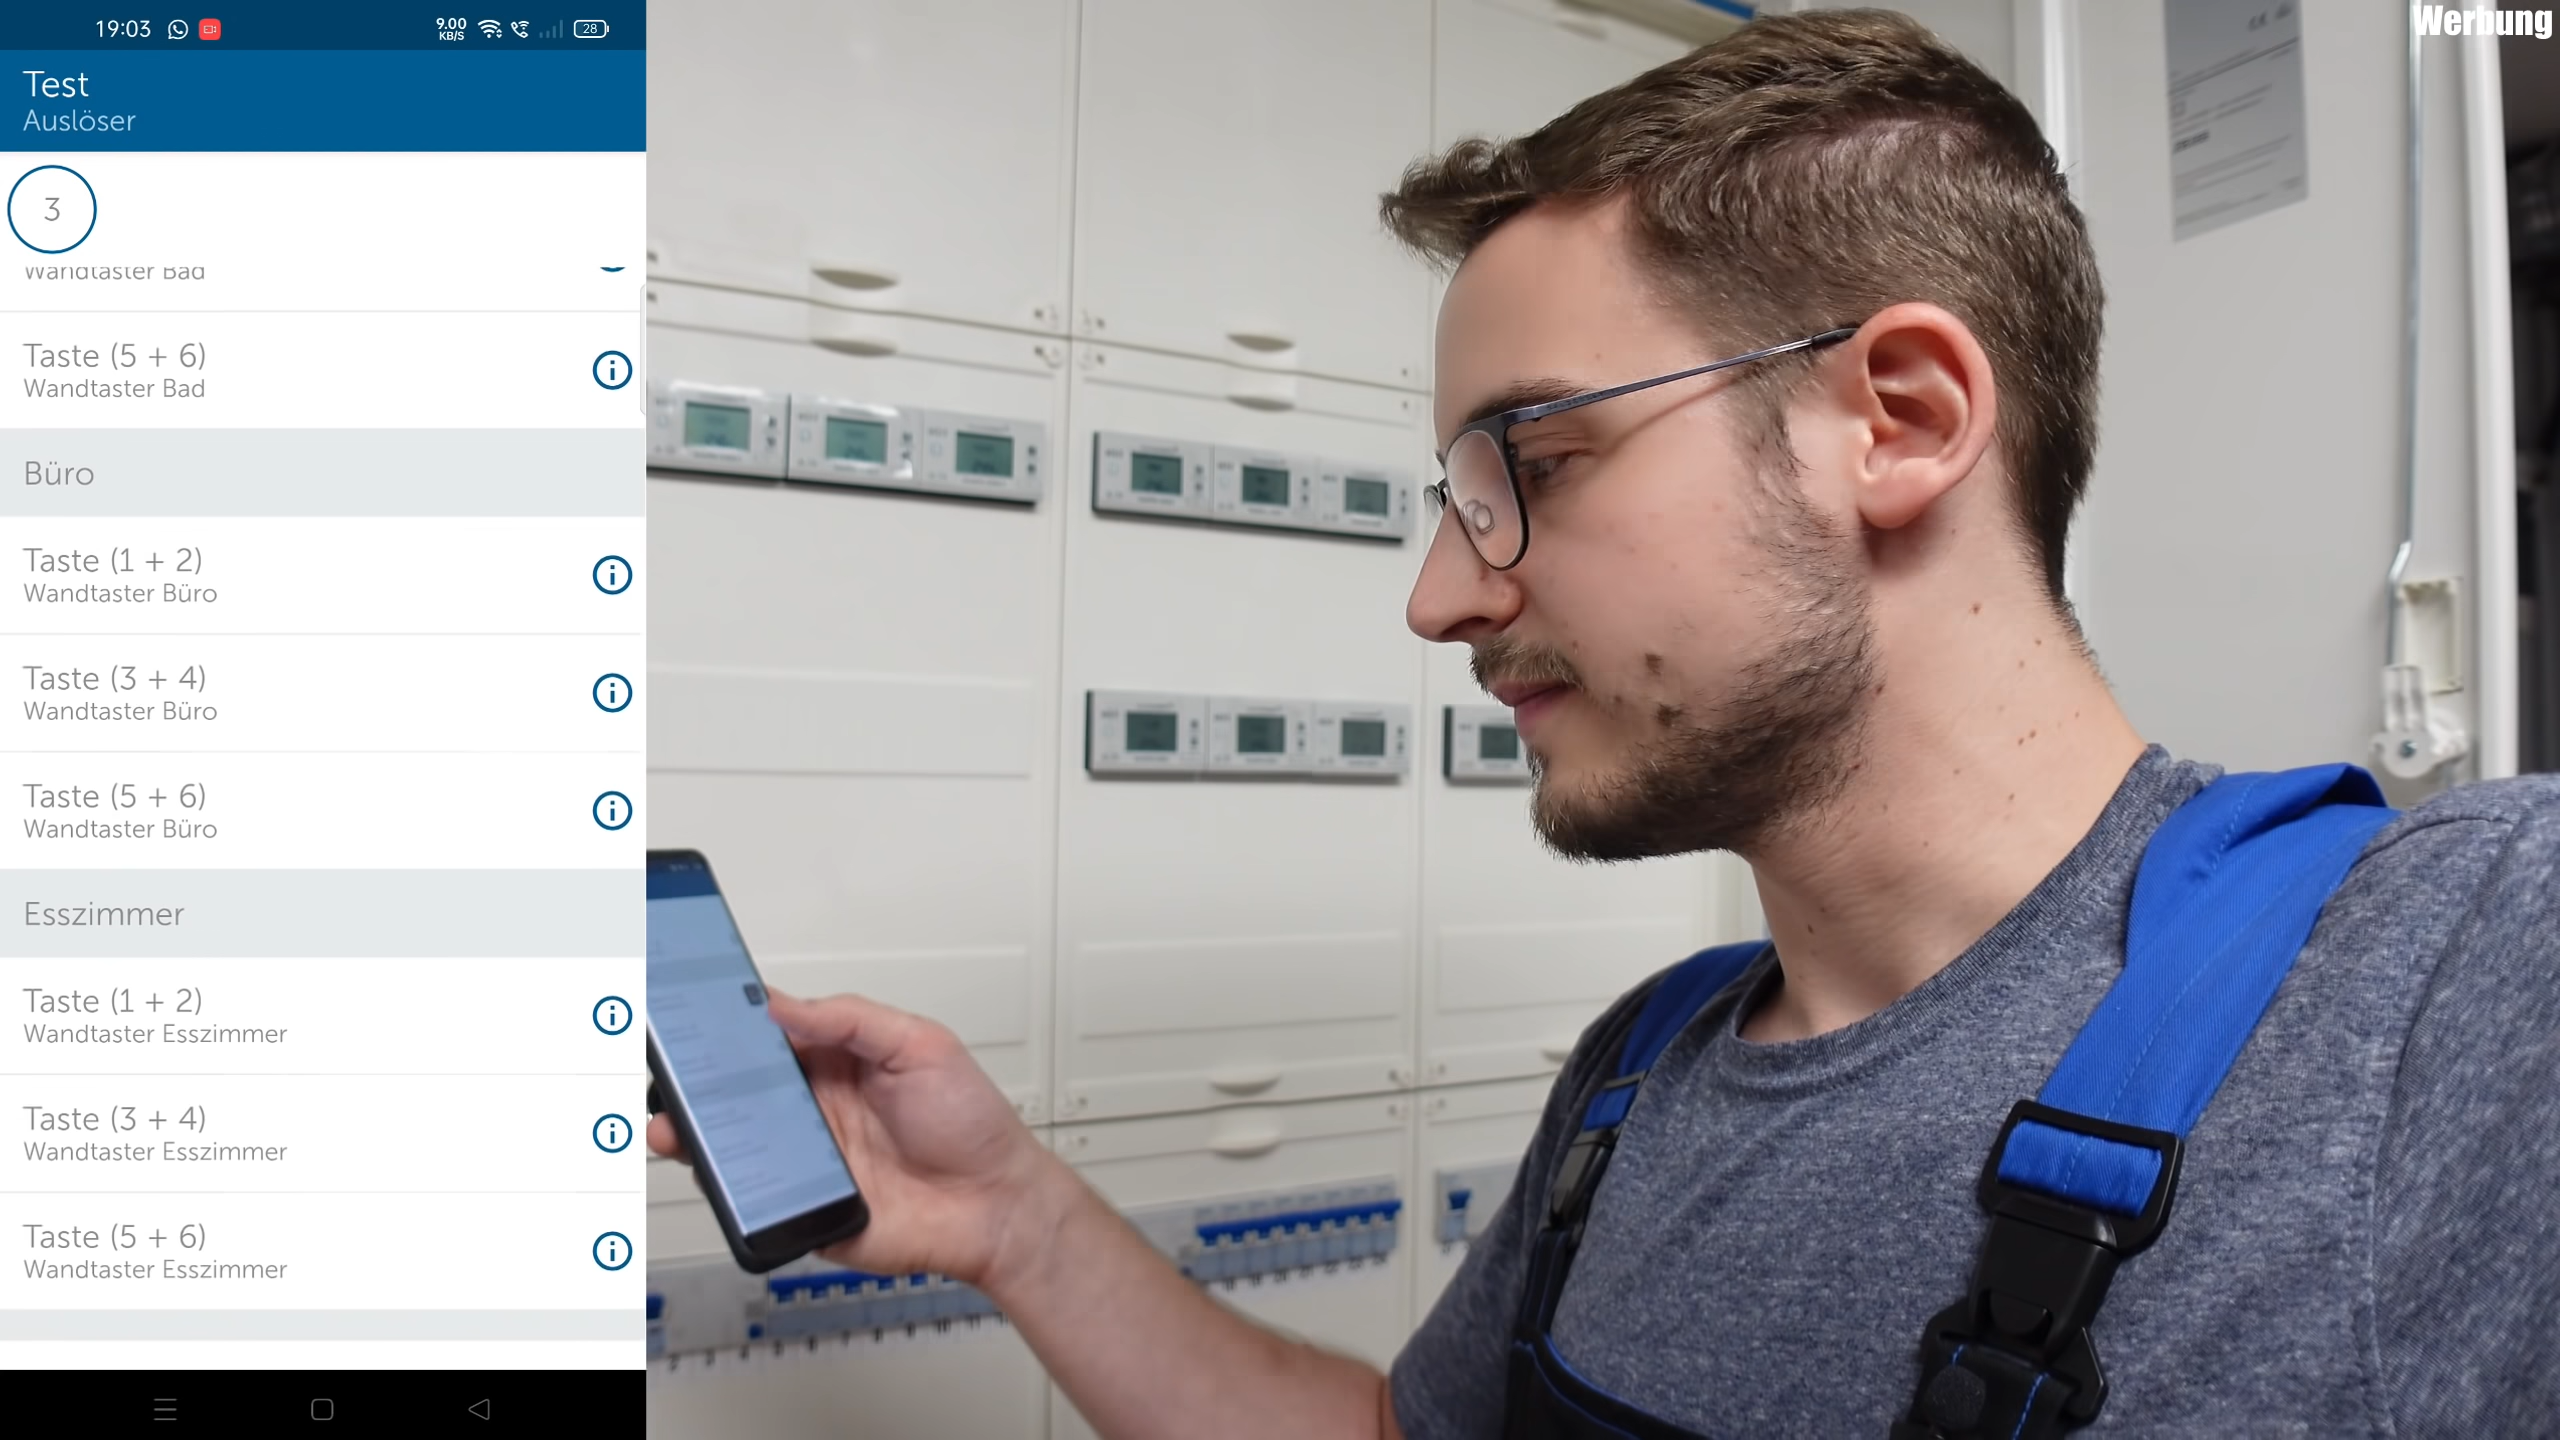 Werbung
19:03
9.00
KB/S
28
Test
Auslöser
3
Wandtaster Bad
Taste (5 + 6)
Wandtaster Bad
Büro
Taste (1 + 2)
Wandtaster Büro
Taste (3 + 4)
Wandtaster Büro
Taste (5 + 6)
Wandtaster Büro
Esszimmer
Taste (1 + 2)
Wandtaster Esszimmer
Taste (3 + 4)
Wandtaster Esszimmer
Taste (5 + 6)
Wandtaster Esszimmer